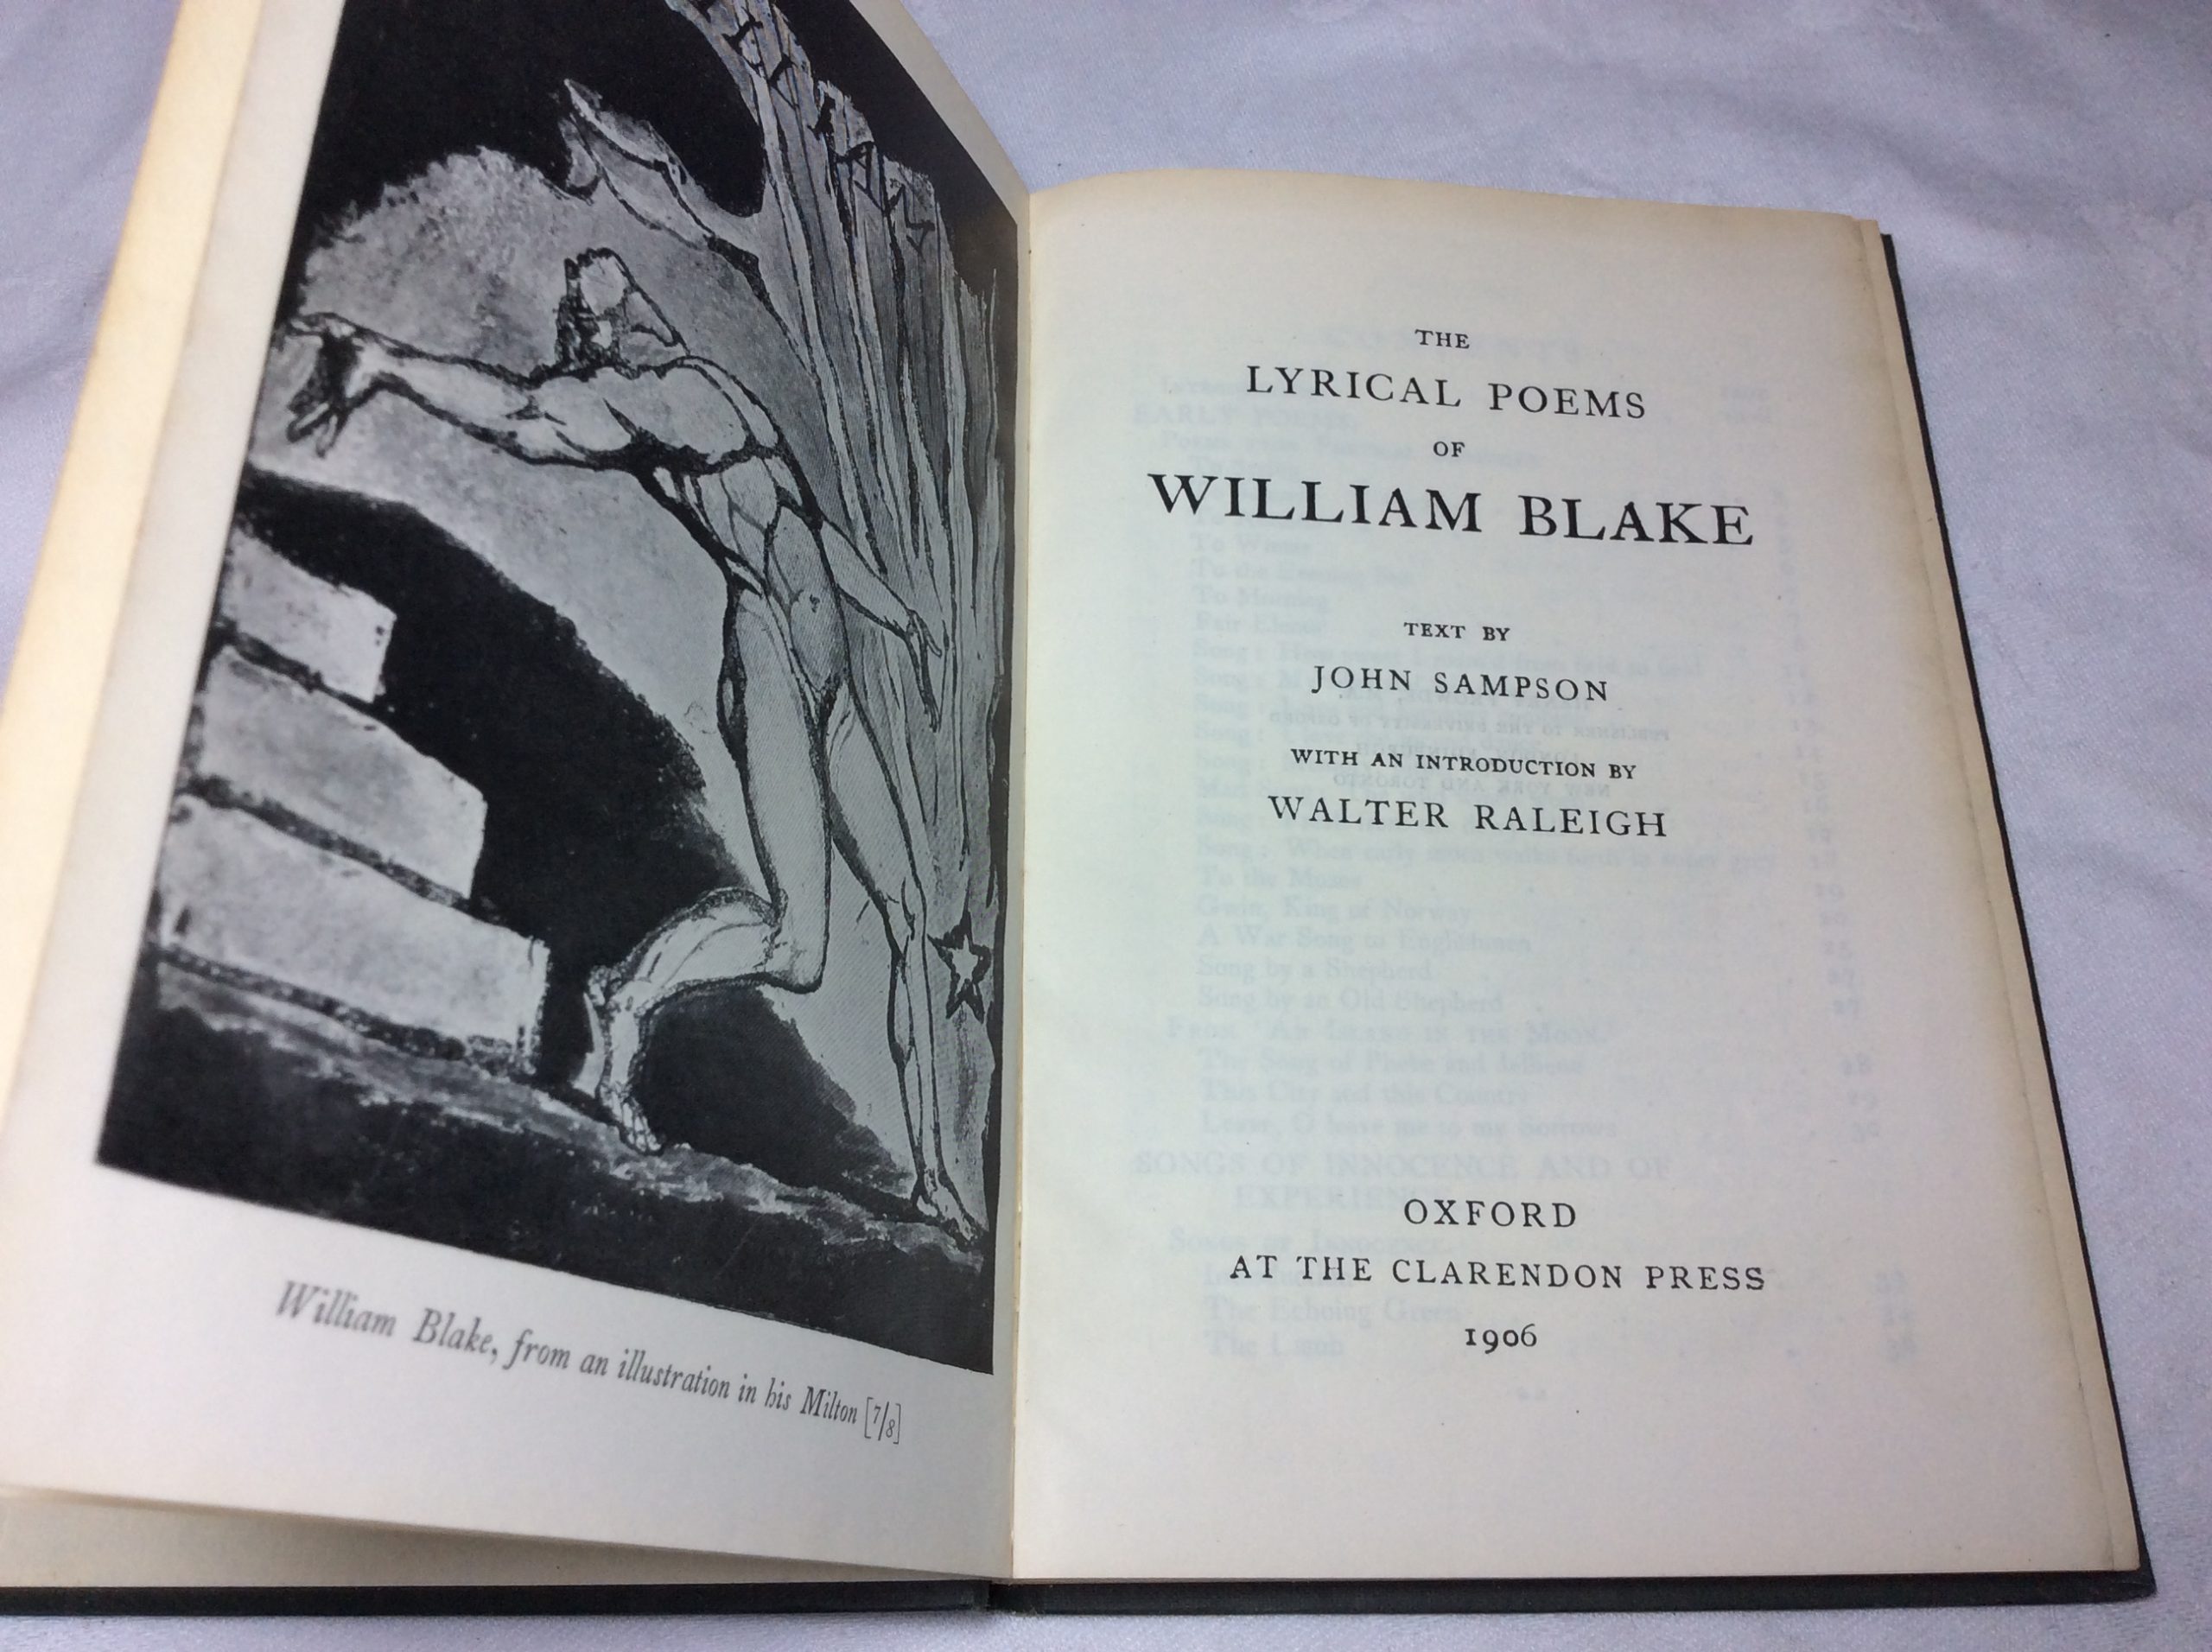 William Blake, from an illustration in his Milton [7/8]
THE
LYRICAL POEMS
OF
WILLIAM BLAKE
TEXT BY
JOHN SAMPSON
WITH AN INTRODUCTION BY
WALTER RALEIGH
OXFORD
AT THE CLARENDON PRESS
1906